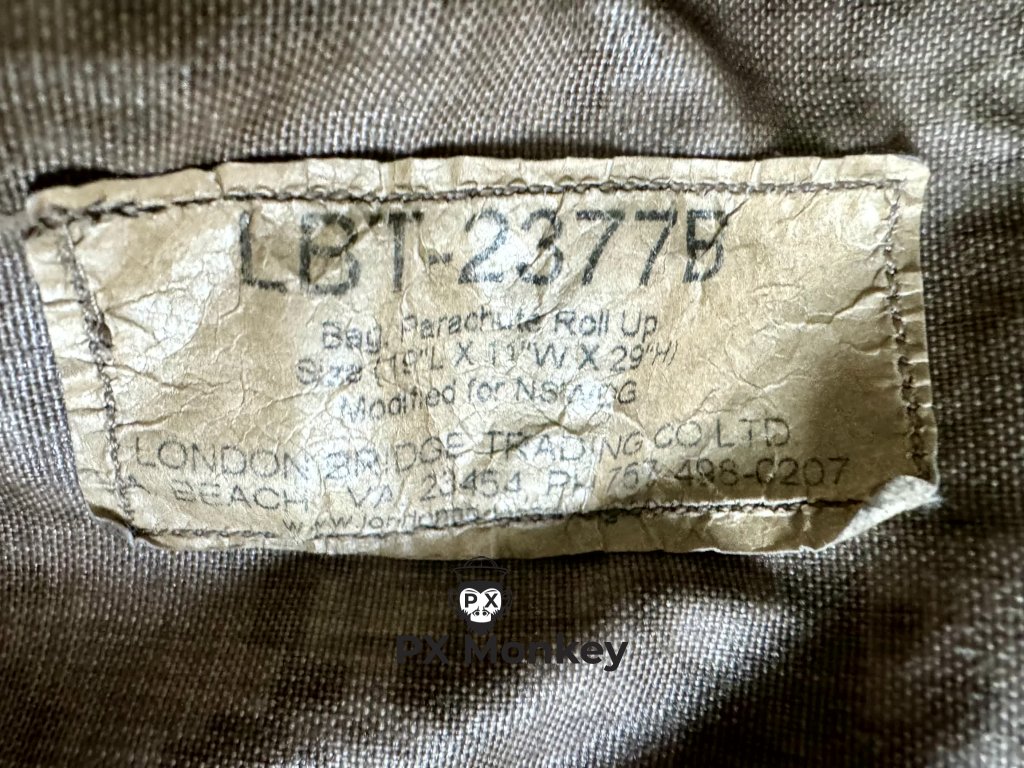 LBT-2377B
Bag, Parachute Roll Up
Size (19"L X 11"W X 29"H)
Modified for
LONDON BRIDGE TRADING CO LTD
BEACH, VA 23454 PH 757-498-0207
PX
PX Monkey